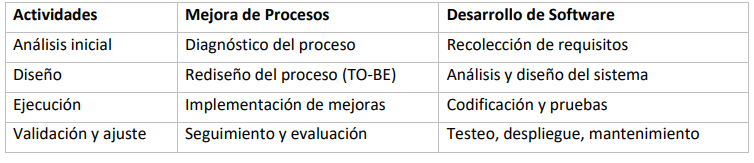 Actividades Mejora de Procesos Desarrollo de Software
Análisis inicial Diagnóstico del proceso Recolección de requisitos
Diseño Rediseño del proceso (TO-BE) Análisis y diseño del sistema
Ejecución Implementación de mejoras Codificación y pruebas
Validación y ajuste Seguimiento y evaluación Testeo, despliegue, mantenimiento